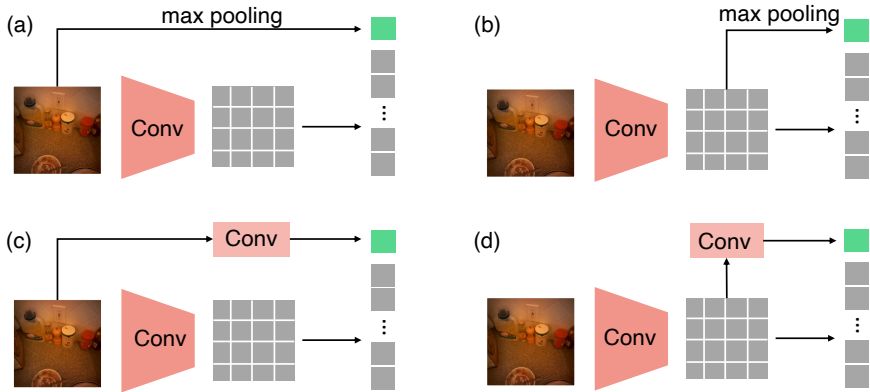 (a)
max pooling
Conv
(b)
max pooling
Conv
(c)
Conv
Conv
(d)
Conv
Conv